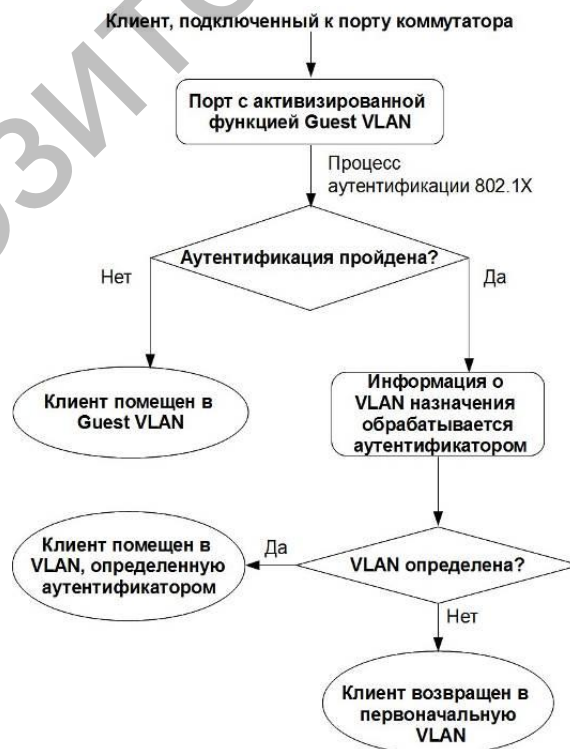 Клиент, подключенный к порту коммутатора
Порт с активизированной
функцией Guest VLAN
Процесс
аутентификации 802.1X
Аутентификация пройдена?
Нет
Да
Клиент помещен в
Guest VLAN
Информация о
VLAN назначения
обрабатывается
аутентификатором
Клиент помещен в
VLAN, определенную
аутентификатором
Да
VLAN определена?
Нет
Клиент возвращен в
первоначальную
VLAN